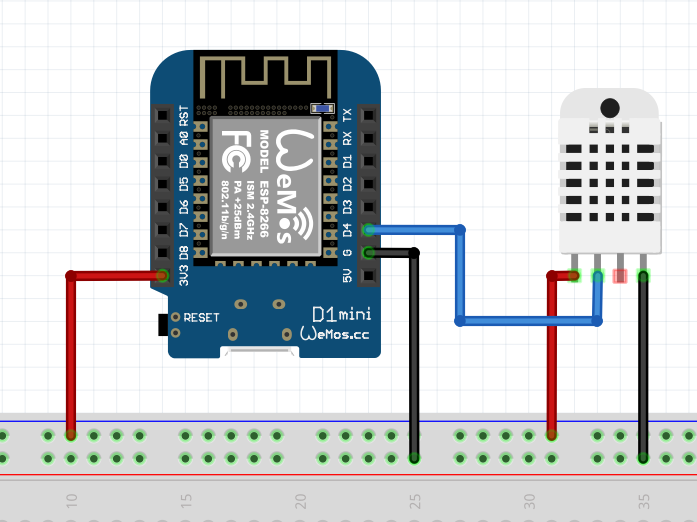 RST
A0
D0
D5
D6
D7
D8
3V3
TX
RX
D1
D2
D3
D4
G
5V
WeMos
MODEL ESP-8266
ISM 2.4GHz
PA +25dBm
802.11b/g/n
FC
RESET
D1mini
WeMos.cc
10
15
20
25
30
35